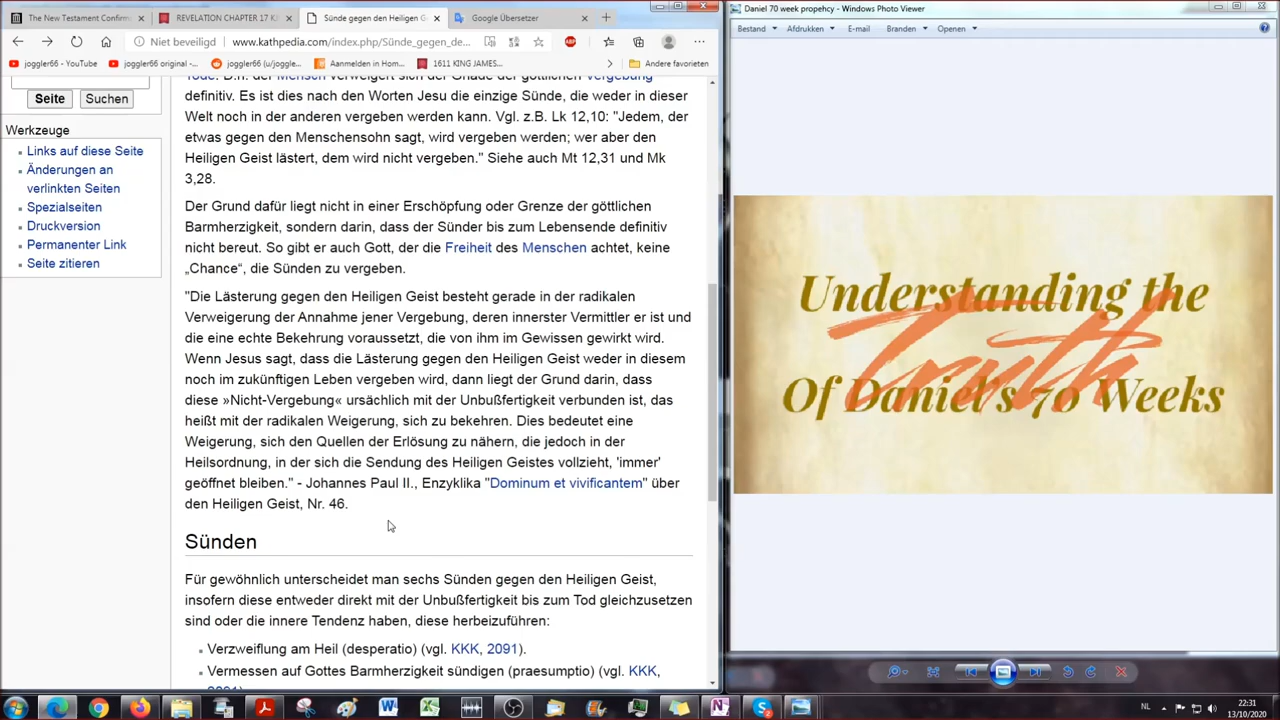 The New Testament Confirm
REVELATION CHAPTER 17 K
Sünde gegen den Heiligen G
Google Übersetzer
Nicht beveiligt
www.kathpedia.com/index.php/Sünde_gegen_de...
joggler66 - YouTube
joggler66 original -...
joggler66 (u/joggle...
Aanmelden in Hom...
1611 KING JAMES...
Andere favorieten
Seite
Suchen
Werkzeuge
Links auf diese Seite
Änderungen an
verlinkten Seiten
Spezialseiten
Druckversion
Permanenter Link
Seite zitieren
Tode. D.h. der Mensch verweigert sich der Gnade der göttlichen Vergebung
definitiv. Es ist dies nach den Worten Jesu die einzige Sünde, die weder in dieser
Welt noch in der anderen vergeben werden kann. Vgl. z.B. Lk 12,10: "Jedem, der
etwas gegen den Menschensohn sagt, wird vergeben werden; wer aber den
Heiligen Geist lästert, dem wird nicht vergeben." Siehe auch Mt 12,31 und Mk
3,28.
Der Grund dafür liegt nicht in einer Erschöpfung oder Grenze der göttlichen
Barmherzigkeit, sondern darin, dass der Sünder bis zum Lebensende definitiv
nicht bereut. So gibt er auch Gott, der die Freiheit des Menschen achtet, keine
„Chance“, die Sünden zu vergeben.
"Die Lästerung gegen den Heiligen Geist besteht gerade in der radikalen
Verweigerung der Annahme jener Vergebung, deren innerster Vermittler er ist und
die eine echte Bekehrung voraussetzt, die von ihm im Gewissen gewirkt wird.
Wenn Jesus sagt, dass die Lästerung gegen den Heiligen Geist weder in diesem
noch im zukünftigen Leben vergeben wird, dann liegt der Grund darin, dass
diese »Nicht-Vergebung« ursächlich mit der Unbußfertigkeit verbunden ist, das
heißt mit der radikalen Weigerung, sich zu bekehren. Dies bedeutet eine
Weigerung, sich den Quellen der Erlösung zu nähern, die jedoch in der
Heilsordnung, in der sich die Sendung des Heiligen Geistes vollzieht, 'immer'
geöffnet bleiben." - Johannes Paul II., Enzyklika "Dominum et vivificantem" über
den Heiligen Geist, Nr. 46.
Sünden
Für gewöhnlich unterscheidet man sechs Sünden gegen den Heiligen Geist,
insofern diese entweder direkt mit der Unbußfertigkeit bis zum Tod gleichzusetzen
sind oder die innere Tendenz haben, diese herbeizuführen:
Verzweiflung am Heil (desperatio) (vgl. KKK, 2091).
Vermessen auf Gottes Barmherzigkeit sündigen (praesumptio) (vgl. KKK,
Daniel 70 week propehcy - Windows Photo Viewer
Bestand
Afdrukken
E-mail
Branden
Openen
Understanding the
Truth
Of Daniel's 70 Weeks
NL
22:31
13/10/2020